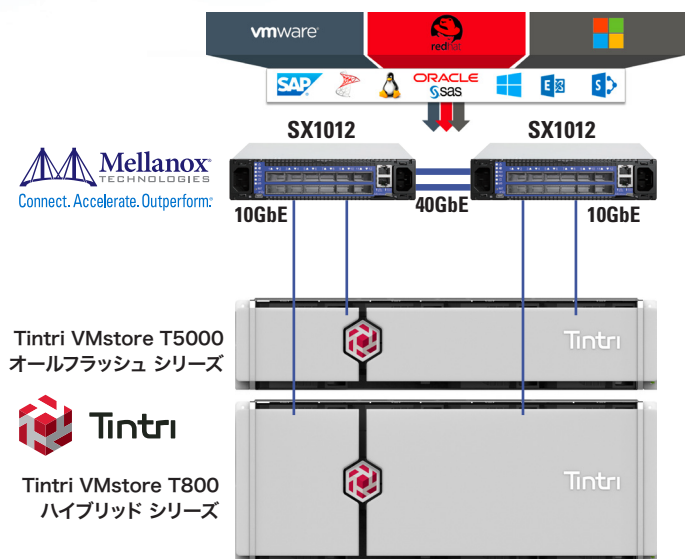 vmware
redhat
SAP
ORACLE
sas
SX1012
SX1012
Mellanox
TECHNOLOGIES
Connect. Accelerate. Outperform.
10GbE
40GbE
10GbE
Tintri VMstore T5000
オールフラッシュ シリーズ
Tintri
Tintri
Tintri VMstore T800
ハイブリッド シリーズ
Tintri